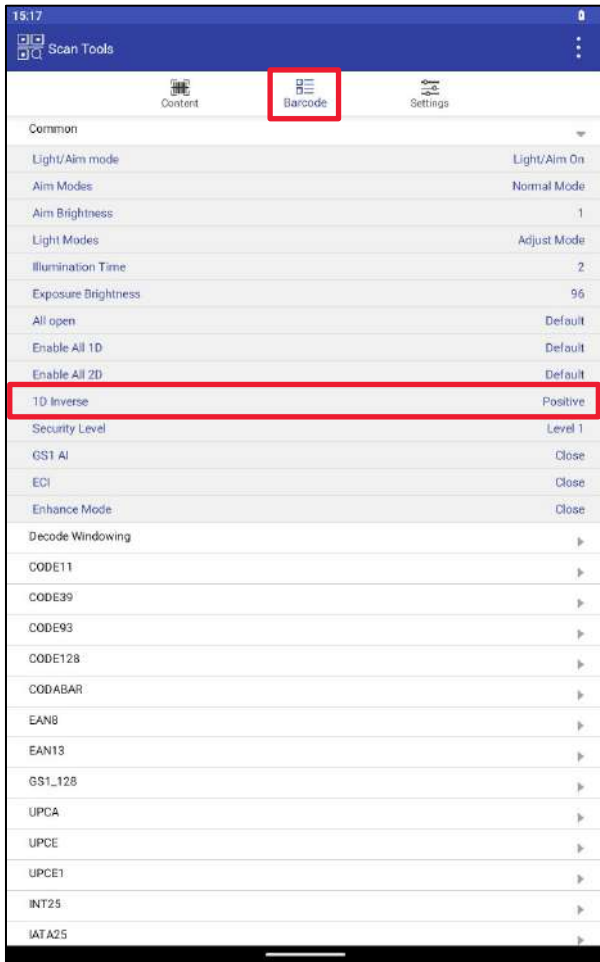 15:17
Scan Tools
Content Barcode Settings
Common
Light/Aim mode Light/Aim On
Aim Modes Normal Mode
Aim Brightness 1
Light Modes Adjust Mode
Illumination Time 2
Exposure Brightness 96
All open Default
Enable All 1D Default
Enable All 2D Default
1D Inverse Positive
Security Level Level 1
GS1 AI Close
ECI Close
Enhance Mode Close
Decode Windowing
CODE11
CODE39
CODE93
CODE128
CODABAR
EAN8
EAN13
GS1_128
UPCA
UPCE
UPCE1
INT25
IATA25